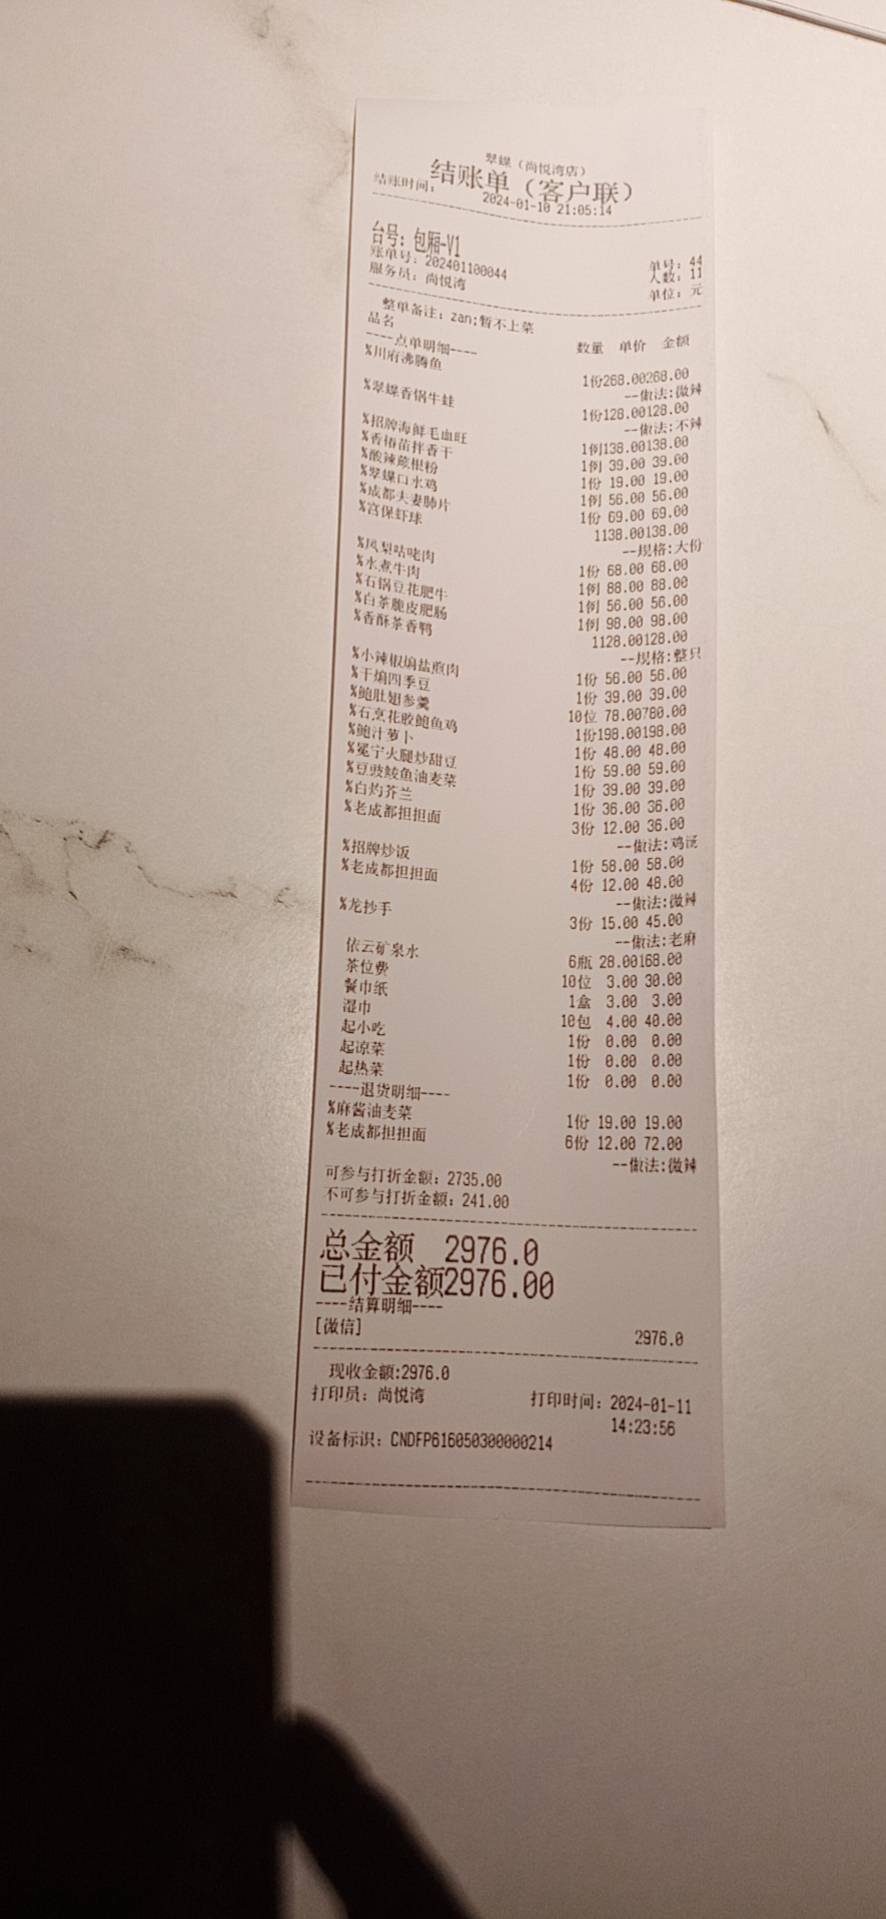 翠蝶（尚悦湾店）
结账单（客户联）
结账时间：2024-01-10 21:05:14
台号：包厢-V1
账单号：202401100044 单号：44
服务员：尚悦湾 人数：11
单位：元
整单备注：zan;暂不上菜
品名 数量 单价 金额
----点单明细----
%川府沸腾鱼 1份268.00268.00
--做法:微辣
%翠蝶香锅牛蛙 1份128.00128.00
--做法:不辣
%招牌海鲜毛血旺 1例138.00138.00
%香椿苗拌香干 1例 39.00 39.00
%酸辣蕨根粉 1份 19.00 19.00
%翠蝶口水鸡 1例 56.00 56.00
%成都夫妻肺片 1份 69.00 69.00
%宫保虾球 1138.00138.00
--规格:大份
%凤梨咕咾肉 1份 68.00 68.00
%水煮牛肉 1例 88.00 88.00
%石锅豆花肥牛 1例 56.00 56.00
%白茶脆皮肥肠 1例 98.00 98.00
%香酥茶香鸭 1128.00128.00
--规格:整只
%小辣椒焗盐煎肉 1份 56.00 56.00
%干煸四季豆 1份 39.00 39.00
%鲍肚翅参羹 10位 78.00780.00
%石烹花胶鲍鱼鸡 1份198.00198.00
%鲍汁萝卜 1份 48.00 48.00
%冕宁火腿炒甜豆 1份 59.00 59.00
%豆豉鲮鱼油麦菜 1份 39.00 39.00
%白灼芥兰 1份 36.00 36.00
%老成都担担面 3份 12.00 36.00
--做法:鸡汤
%招牌炒饭 1份 58.00 58.00
%老成都担担面 4份 12.00 48.00
--做法:微辣
%龙抄手 3份 15.00 45.00
--做法:老麻
依云矿泉水 6瓶 28.00168.00
茶位费 10位 3.00 30.00
餐巾纸 1盒 3.00 3.00
湿巾 10包 4.00 40.00
起小吃 1份 0.00 0.00
起凉菜 1份 0.00 0.00
起热菜 1份 0.00 0.00
----退货明细----
%麻酱油麦菜 1份 19.00 19.00
%老成都担担面 6份 12.00 72.00
--做法:微辣
可参与打折金额：2735.00
不可参与打折金额：241.00
总金额 2976.0
已付金额2976.00
----结算明细----
[微信] 2976.0
现收金额:2976.0
打印员：尚悦湾 打印时间：2024-01-11
14:23:56
设备标识：CNDFP616050300000214